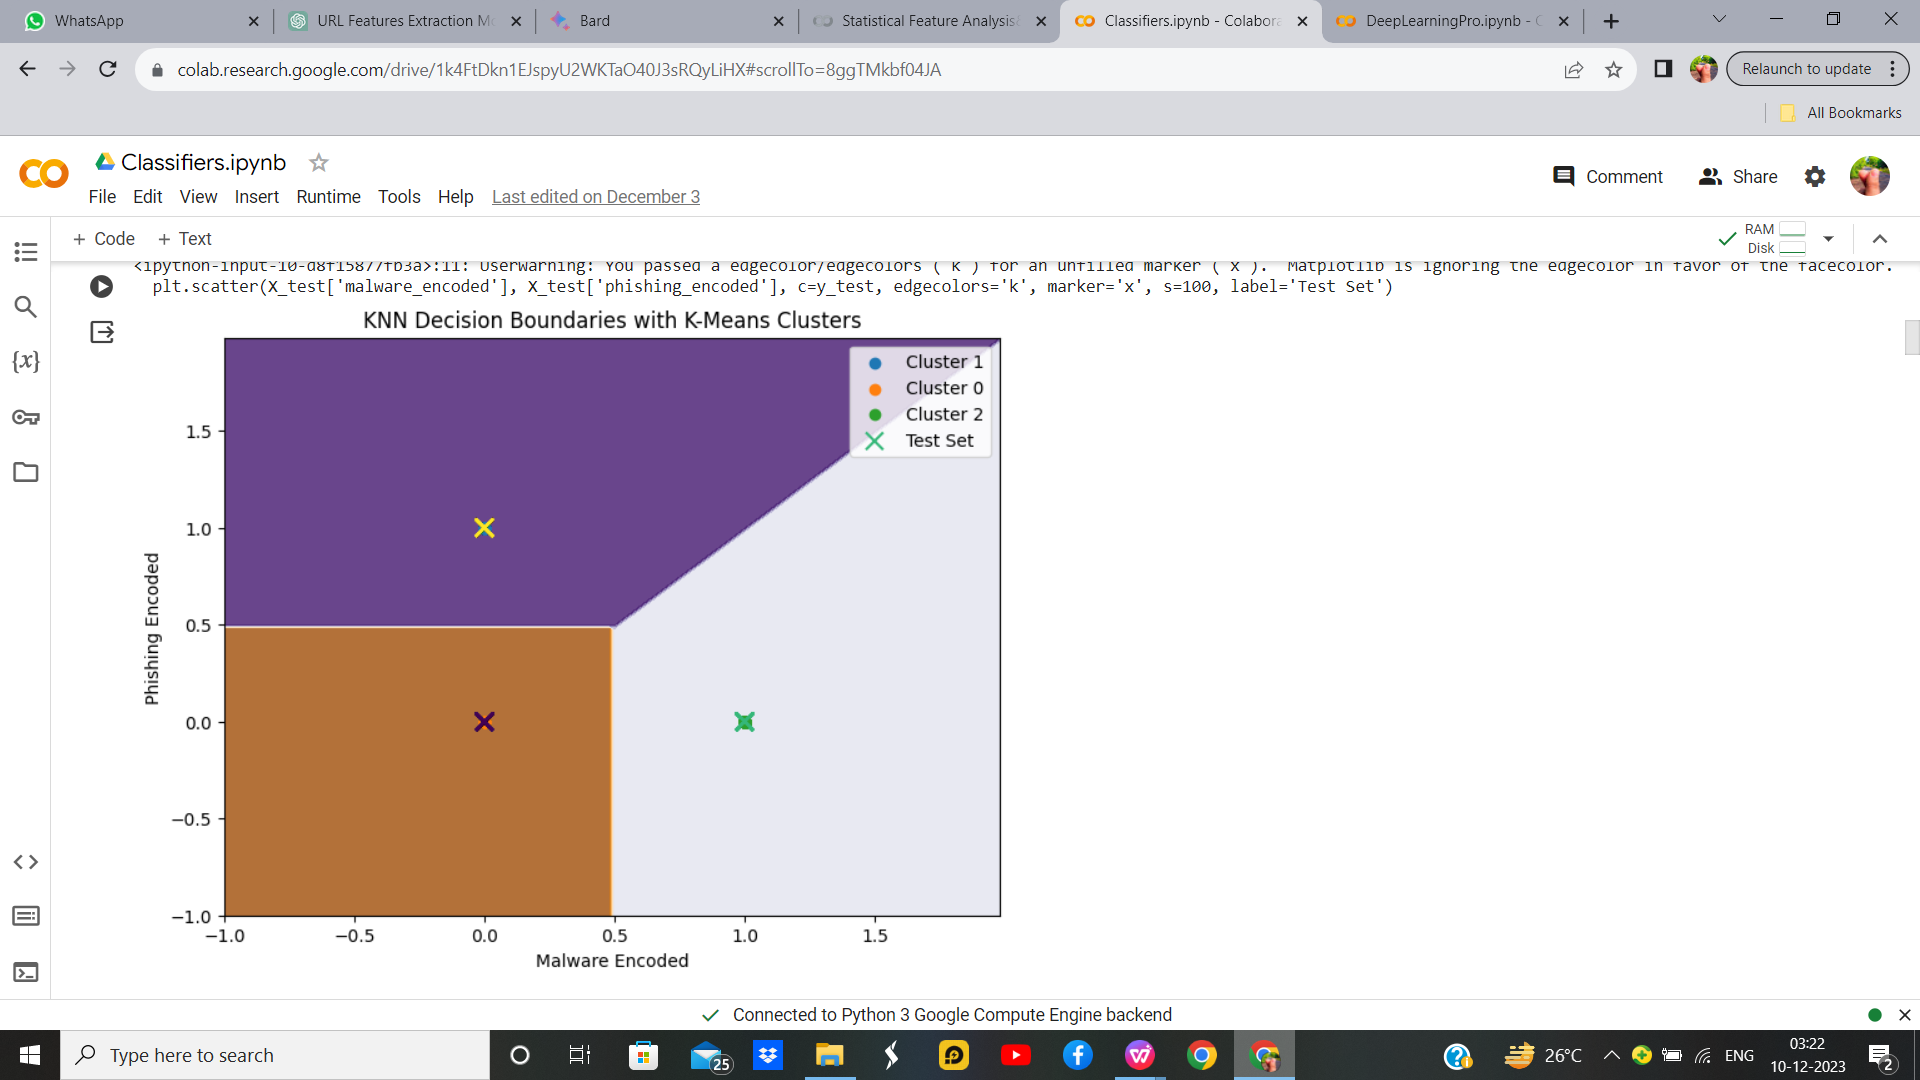 WhatsApp
URL Features Extraction Mo
Bard
Statistical Feature Analysis
Classifiers.ipynb - Colabora
DeepLearningPro.ipynb - C
colab.research.google.com/drive/1k4FtDkn1EJspyU2WKTaO40J3sRQyLiHX#scrollTo=8ggTMkbf04JA
Relaunch to update
All Bookmarks
Classifiers.ipynb
Comment
Share
File Edit View Insert Runtime Tools Help Last edited on December 3
+ Code + Text
RAM
Disk
<ipython-input-10-d8f15877fb3a>:11: UserWarning: You passed a edgecolor/edgecolors ('k') for an unfilled marker ('x').  Matplotlib is ignoring the edgecolor in favor of the facecolor.
plt.scatter(X_test['malware_encoded'], X_test['phishing_encoded'], c=y_test, edgecolors='k', marker='x', s=100, label='Test Set')
KNN Decision Boundaries with K-Means Clusters
Cluster 1
Cluster 0
Cluster 2
Test Set
1.5
1.0
0.5
0.0
−0.5
−1.0
Phishing Encoded
−1.0 −0.5 0.0 0.5 1.0 1.5
Malware Encoded
{x}
Connected to Python 3 Google Compute Engine backend
Type here to search
25
26°C
ENG
03:22
10-12-2023
2